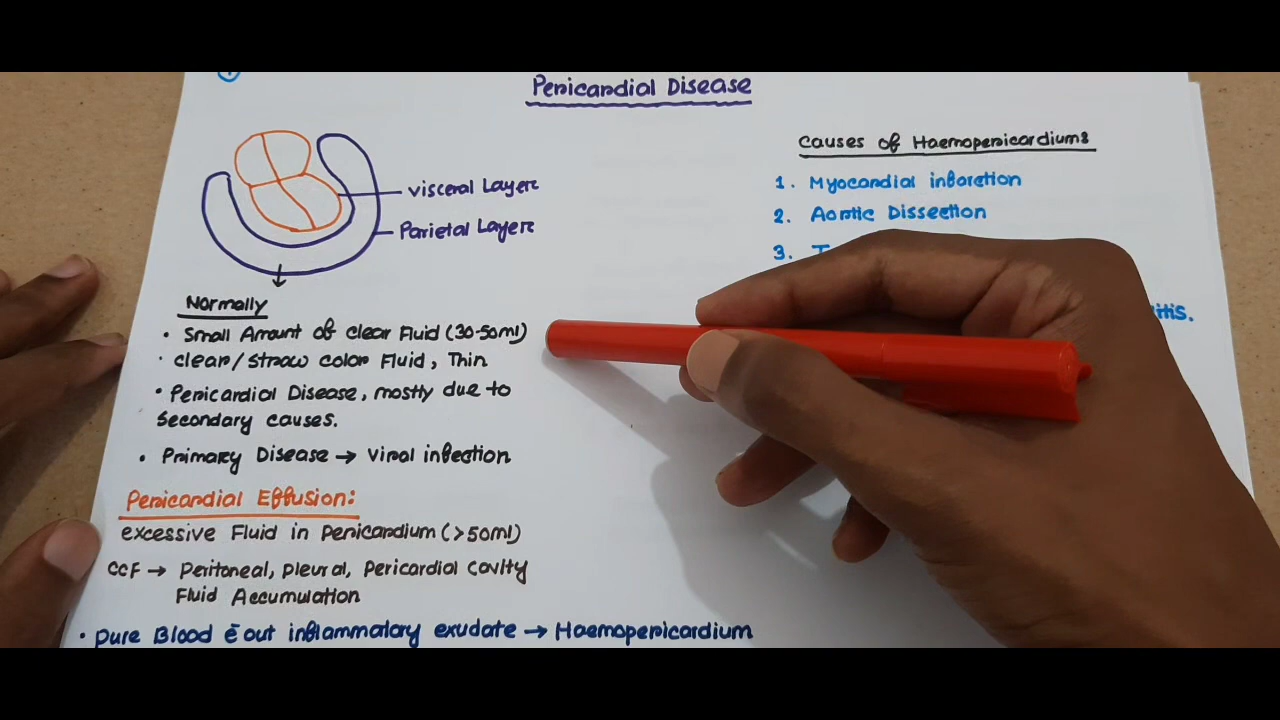 Pericardial Disease
visceral Layer
Parietal Layer
Normally
• Small Amount of clear Fluid (30-50ml)
• clear/straw color Fluid, Thin
• Pericardial Disease, mostly due to
secondary causes.
• Primary Disease → viral infection
Pericardial Effusion:
excessive Fluid in Pericardium (>50ml)
CCF → Peritoneal, pleural, Pericardial cavity
Fluid Accumulation
• pure Blood c̄ out inflammatory exudate → Haemopericardium
causes of Haemopericardium:
1. Myocardial infarction
2. Aortic Dissection
3.